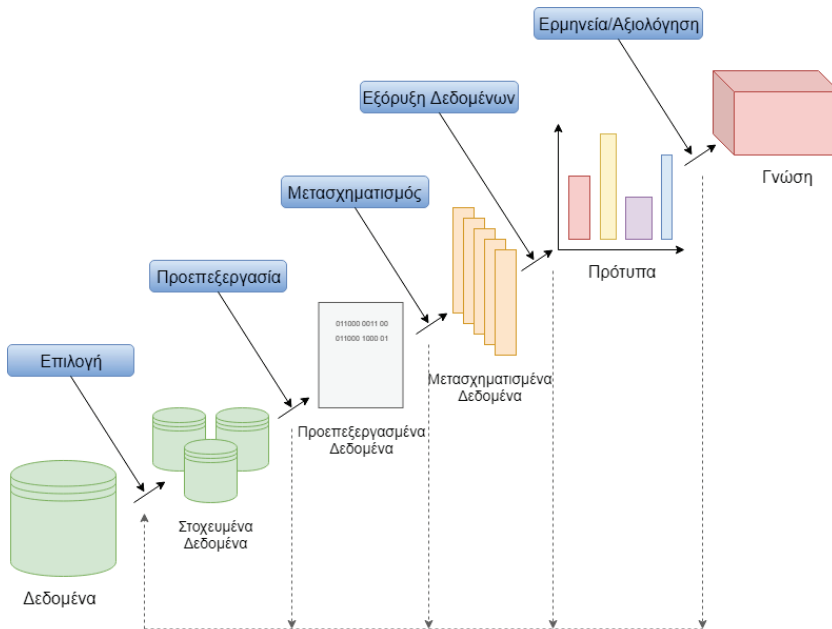 Ερμηνεία/Αξιολόγηση
Εξόρυξη Δεδομένων
Γνώση
Μετασχηματισμός
Πρότυπα
Προεπεξεργασία
011000 0011 00
011000 1000 01
Επιλογή
Μετασχηματισμένα
Δεδομένα
Προεπεξεργασμένα
Δεδομένα
Στοχευμένα
Δεδομένα
Δεδομένα